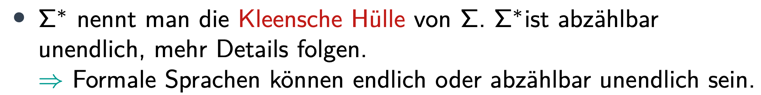 • Σ* nennt man die Kleensche Hülle von Σ. Σ*ist abzählbar
unendlich, mehr Details folgen.
⇒ Formale Sprachen können endlich oder abzählbar unendlich sein.